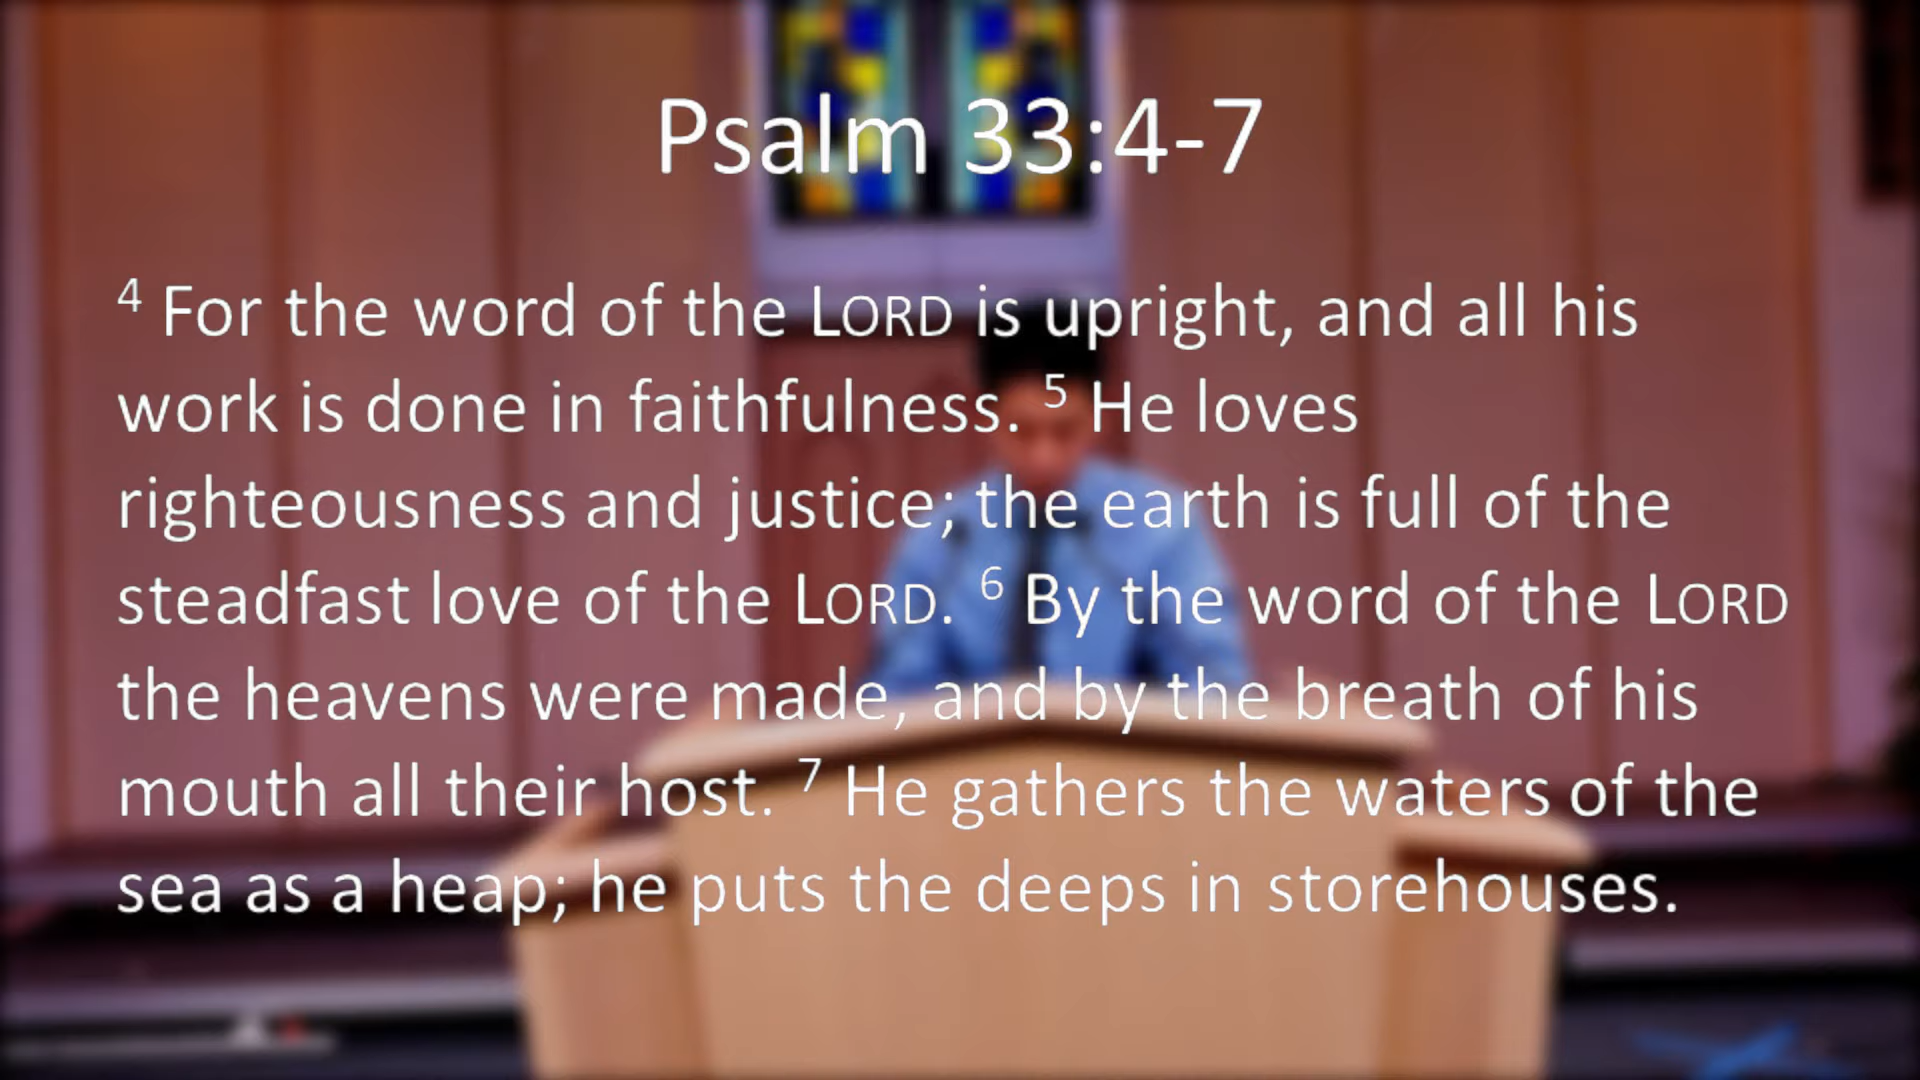 Psalm 33:4-7
4 For the word of the LORD is upright, and all his
work is done in faithfulness. 5 He loves
righteousness and justice; the earth is full of the
steadfast love of the LORD. 6 By the word of the LORD
the heavens were made, and by the breath of his
mouth all their host. 7 He gathers the waters of the
sea as a heap; he puts the deeps in storehouses.